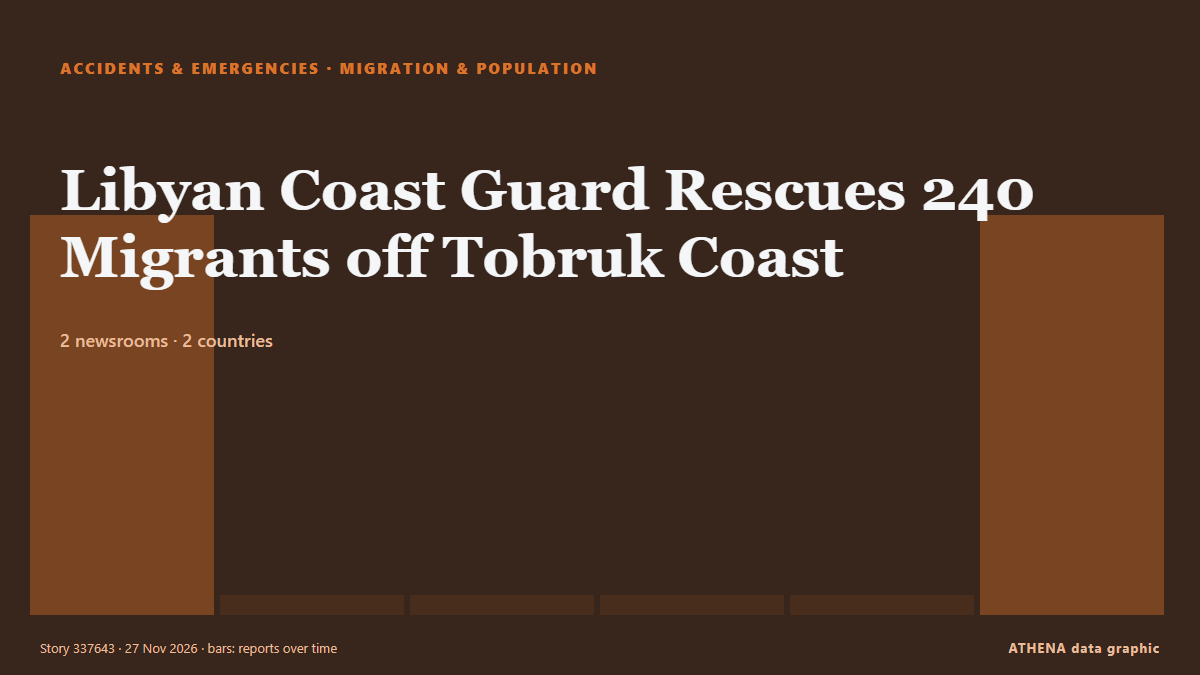 ACCIDENTS & EMERGENCIES · MIGRATION & POPULATION
Libyan Coast Guard Rescues 240
Migrants off Tobruk Coast
2 newsrooms · 2 countries
Story 337643 · 27 Nov 2026 · bars: reports over time
ATHENA data graphic